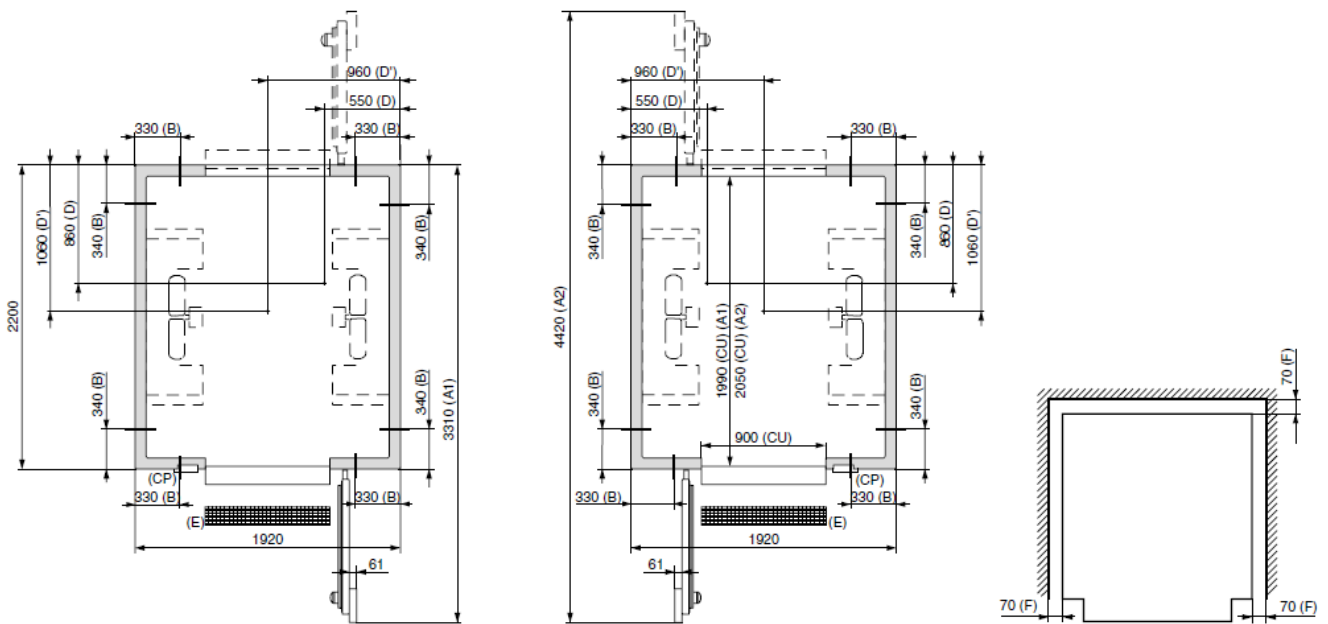 960 (D')
550 (D)
330 (B)
330 (B)
2200
1060 (D')
860 (D)
340 (B)
340 (B)
340 (B)
340 (B)
3310 (A1)
(CP)
330 (B)
330 (B)
(E)
1920
61
4420 (A2)
960 (D')
550 (D)
330 (B)
330 (B)
340 (B)
340 (B)
860 (D)
1060 (D')
1990 (CU) (A1)
2050 (CU) (A2)
340 (B)
340 (B)
900 (CU)
(CP)
330 (B)
330 (B)
(E)
1920
61
70 (F)
70 (F)
70 (F)